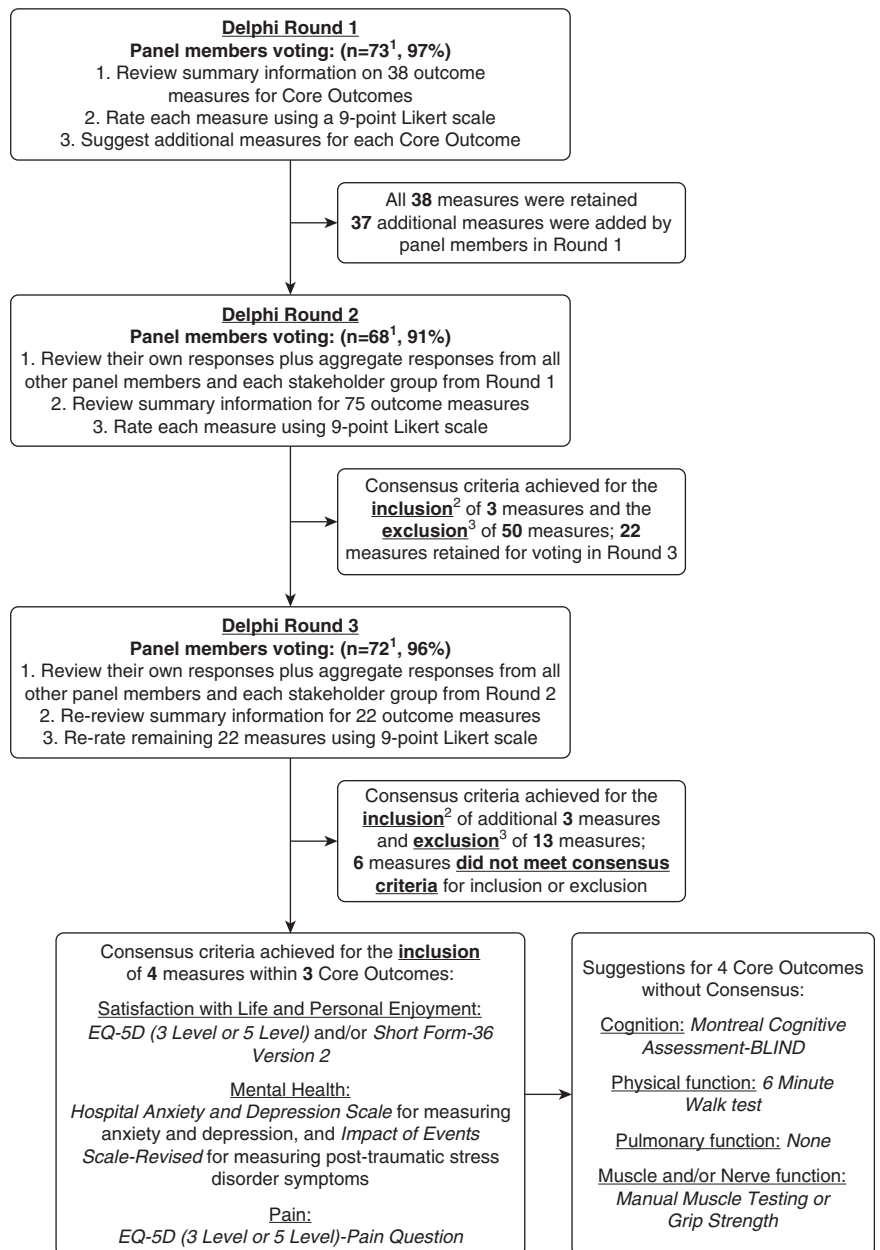 Delphi Round 1
Panel members voting: (n=73¹, 97%)
1. Review summary information on 38 outcome
measures for Core Outcomes
2. Rate each measure using a 9-point Likert scale
3. Suggest additional measures for each Core Outcome
All 38 measures were retained
37 additional measures were added by
panel members in Round 1
Delphi Round 2
Panel members voting: (n=68¹, 91%)
1. Review their own responses plus aggregate responses from all
other panel members and each stakeholder group from Round 1
2. Review summary information for 75 outcome measures
3. Rate each measure using 9-point Likert scale
Consensus criteria achieved for the
inclusion² of 3 measures and the
exclusion³ of 50 measures; 22
measures retained for voting in Round 3
Delphi Round 3
Panel members voting: (n=72¹, 96%)
1. Review their own responses plus aggregate responses from all
other panel members and each stakeholder group from Round 2
2. Re-review summary information for 22 outcome measures
3. Re-rate remaining 22 measures using 9-point Likert scale
Consensus criteria achieved for the
inclusion² of additional 3 measures
and exclusion³ of 13 measures;
6 measures did not meet consensus
criteria for inclusion or exclusion
Consensus criteria achieved for the inclusion
of 4 measures within 3 Core Outcomes:
Satisfaction with Life and Personal Enjoyment:
EQ-5D (3 Level or 5 Level) and/or Short Form-36
Version 2
Mental Health:
Hospital Anxiety and Depression Scale for measuring
anxiety and depression, and Impact of Events
Scale-Revised for measuring post-traumatic stress
disorder symptoms
Pain:
EQ-5D (3 Level or 5 Level)-Pain Question
Suggestions for 4 Core Outcomes
without Consensus:
Cognition: Montreal Cognitive
Assessment-BLIND
Physical function: 6 Minute
Walk test
Pulmonary function: None
Muscle and/or Nerve function:
Manual Muscle Testing or
Grip Strength